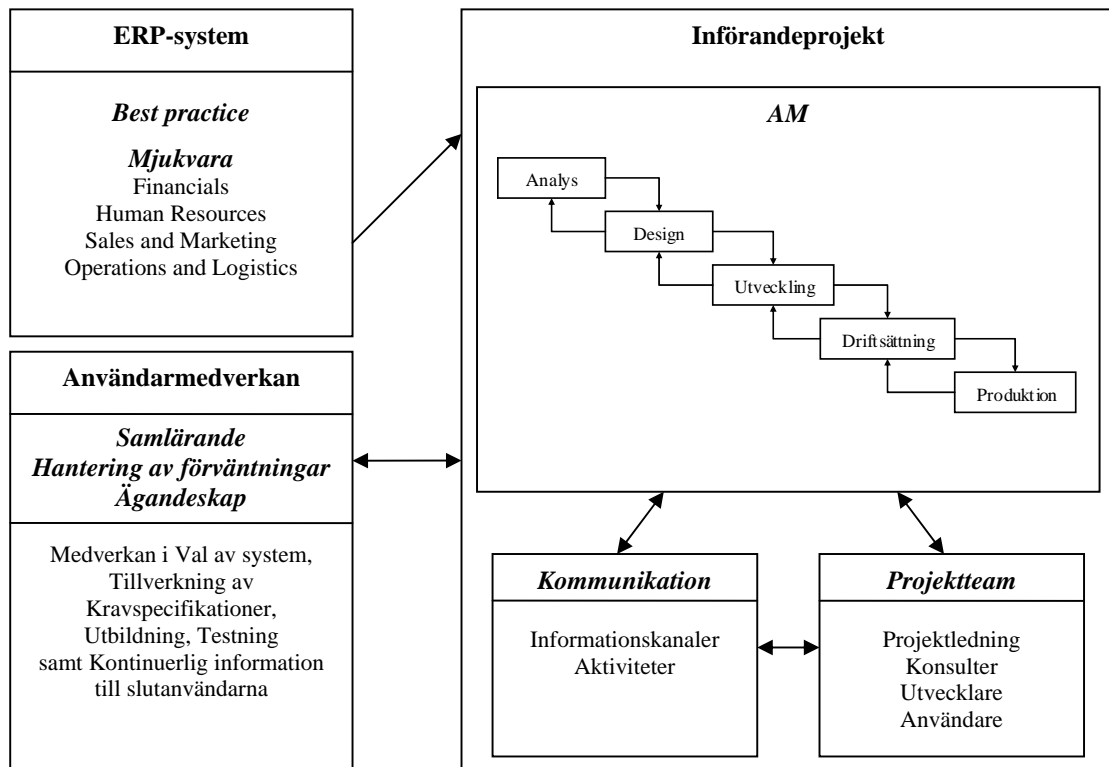 ERP-system
Best practice
Mjukvara
Financials
Human Resources
Sales and Marketing
Operations and Logistics
Användarmedverkan
Samlärande
Hantering av förväntningar
Ägandeskap
Medverkan i Val av system,
Tillverkning av
Kravspecifikationer,
Utbildning, Testning
samt Kontinuerlig information
till slutanvändarna
Införandeprojekt
AM
Analys
Design
Utveckling
Driftsättning
Produktion
Kommunikation
Informationskanaler
Aktiviteter
Projektteam
Projektledning
Konsulter
Utvecklare
Användare